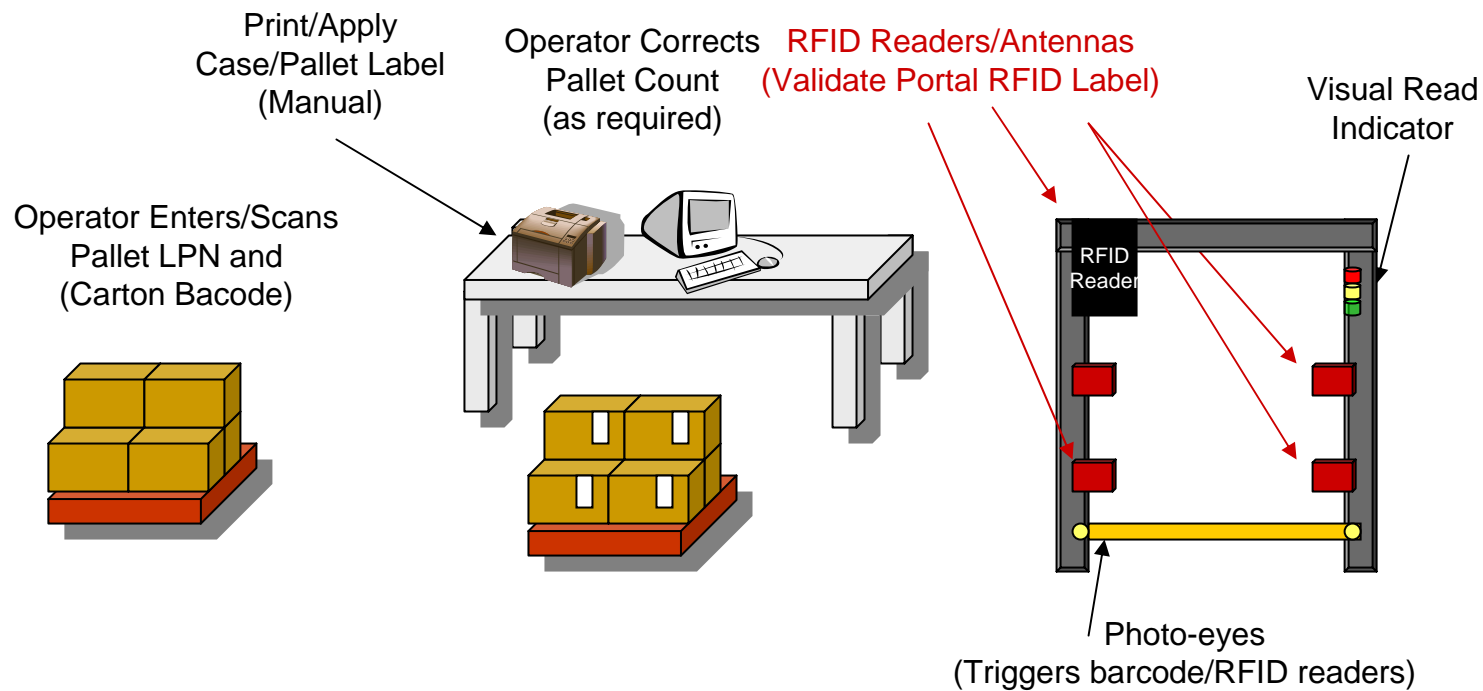 Print/Apply
Case/Pallet Label
(Manual)
Operator Corrects
Pallet Count
(as required)
RFID Readers/Antennas
(Validate Portal RFID Label)
Visual Read
Indicator
Operator Enters/Scans
Pallet LPN and
(Carton Bacode)
RFID
Reader
Photo-eyes
(Triggers barcode/RFID readers)